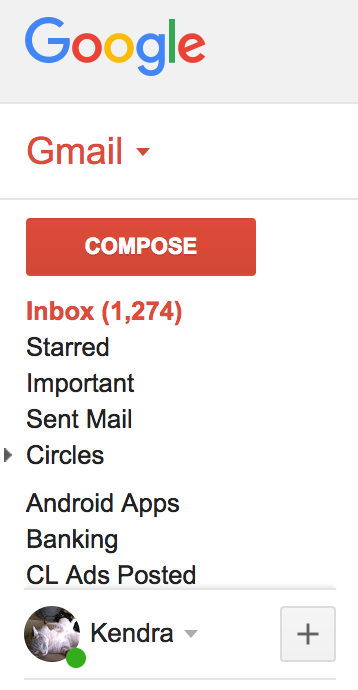 Google
Gmail
COMPOSE
Inbox (1,274)
Starred
Important
Sent Mail
Circles
Android Apps
Banking
CL Ads Posted
Kendra
+